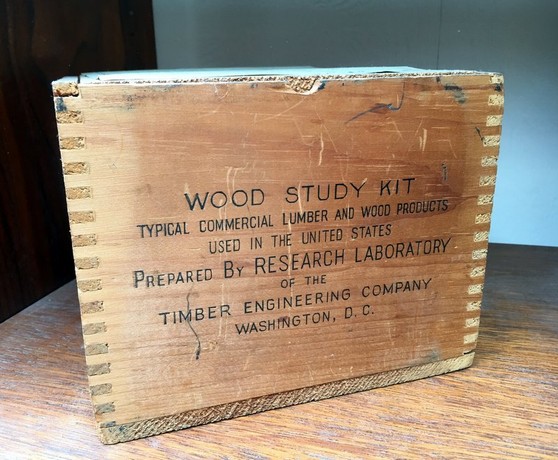 WOOD STUDY KIT
TYPICAL COMMERCIAL LUMBER AND WOOD PRODUCTS
USED IN THE UNITED STATES
PREPARED BY RESEARCH LABORATORY
OF THE
TIMBER ENGINEERING COMPANY
WASHINGTON, D. C.